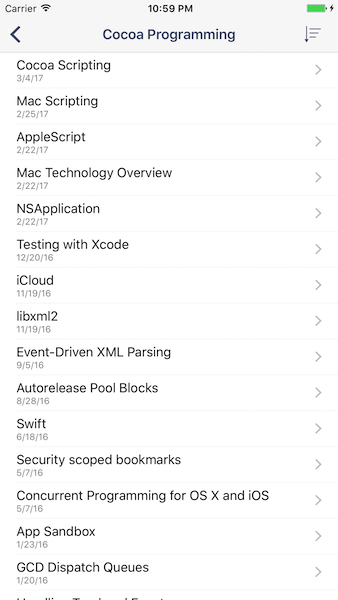 Carrier 10:59 PM
Cocoa Programming
Cocoa Scripting
3/4/17
Mac Scripting
2/25/17
AppleScript
2/22/17
Mac Technology Overview
2/22/17
NSApplication
2/22/17
Testing with Xcode
12/20/16
iCloud
11/19/16
libxml2
11/19/16
Event-Driven XML Parsing
9/5/16
Autorelease Pool Blocks
8/28/16
Swift
6/18/16
Security scoped bookmarks
5/7/16
Concurrent Programming for OS X and iOS
5/7/16
App Sandbox
1/23/16
GCD Dispatch Queues
1/20/16